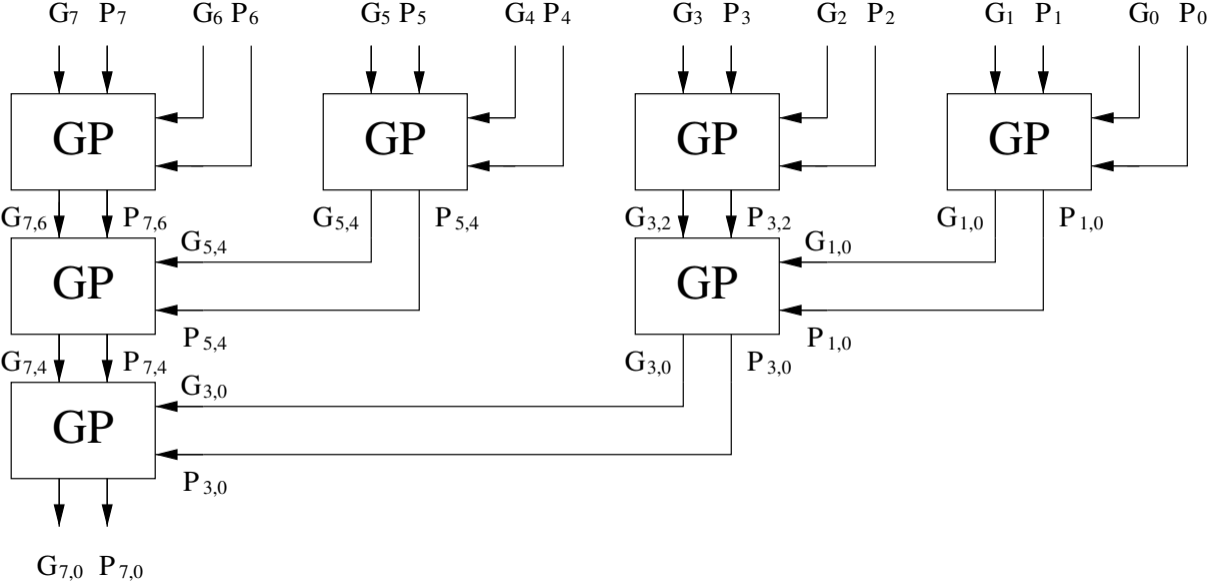 G7 P7 G6 P6 G5 P5 G4 P4 G3 P3 G2 P2 G1 P1 G0 P0
GP GP GP GP
G7,6 P7,6 G5,4 P5,4 G3,2 P3,2 G1,0 P1,0
G5,4 G1,0
GP GP
P5,4 P1,0
G7,4 P7,4 G3,0 P3,0
G3,0
GP
P3,0
G7,0 P7,0